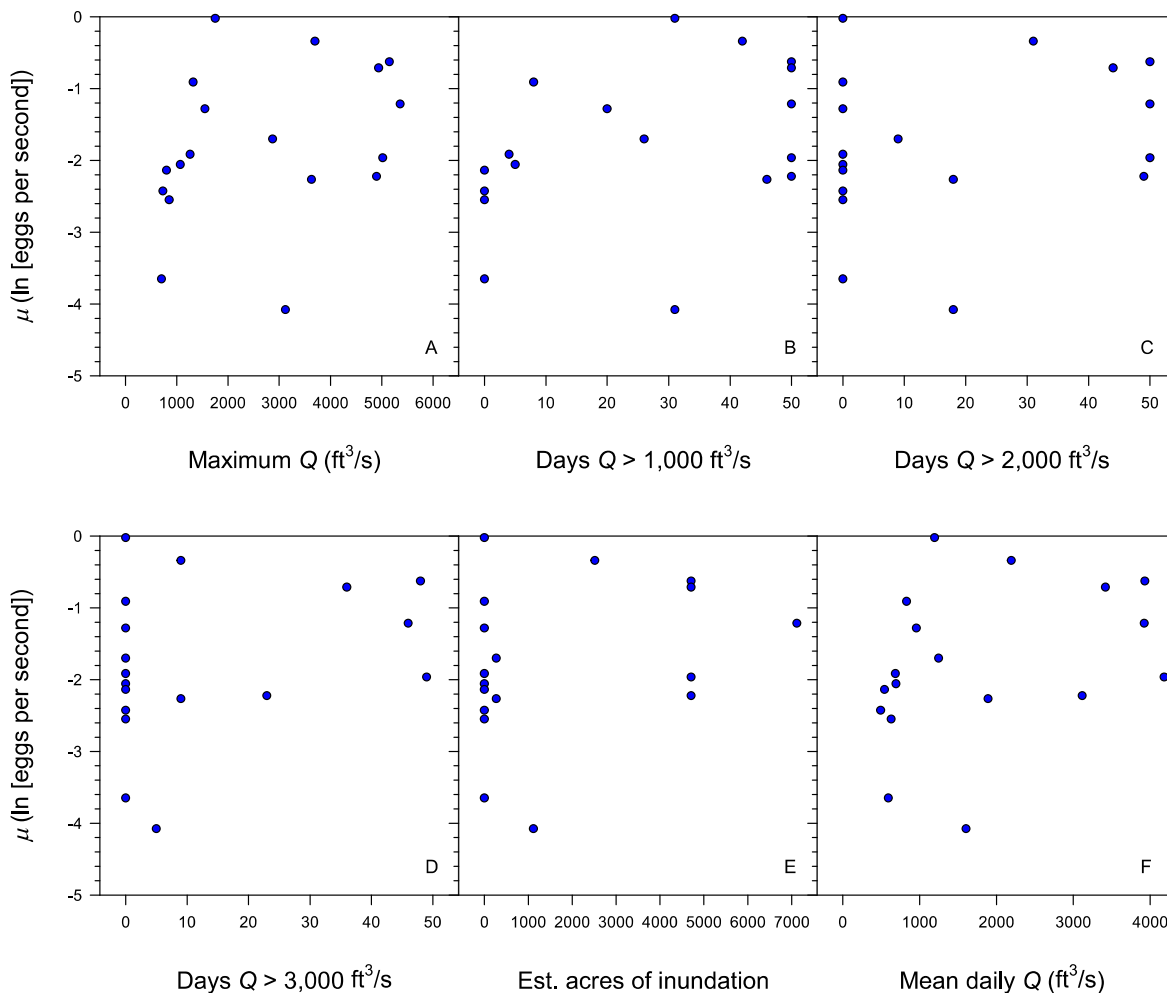 0
-1
-2
-3
-4
-5
μ (ln [eggs per second])
A
B
C
0 1000 2000 3000 4000 5000 6000
0 10 20 30 40 50
0 10 20 30 40 50
Maximum Q (ft³/s)
Days Q > 1,000 ft³/s
Days Q > 2,000 ft³/s
0
-1
-2
-3
-4
-5
μ (ln [eggs per second])
D
E
F
0 10 20 30 40 50
0 1000 2000 3000 4000 5000 6000 7000
0 1000 2000 3000 4000
Days Q > 3,000 ft³/s
Est. acres of inundation
Mean daily Q (ft³/s)